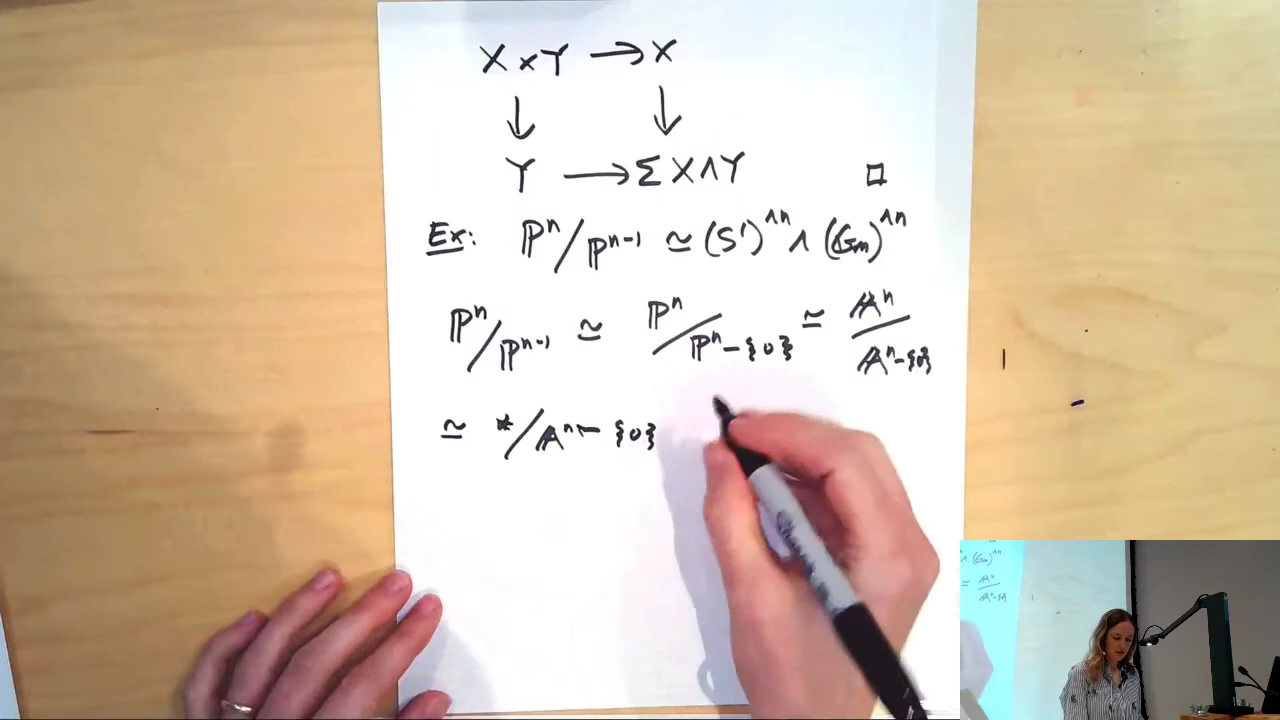 X × Y → X
↓ ↓
Y → Σ X ∧ Y □
Ex: ℙⁿ/ℙⁿ⁻¹ ≃ (S¹)^∧n ∧ (𝔾m)^∧n
ℙⁿ/ℙⁿ⁻¹ ≃ ℙⁿ/ℙⁿ-{0} ≃ 𝔸ⁿ/𝔸ⁿ-{0}
≃ */𝔸ⁿ-{0}